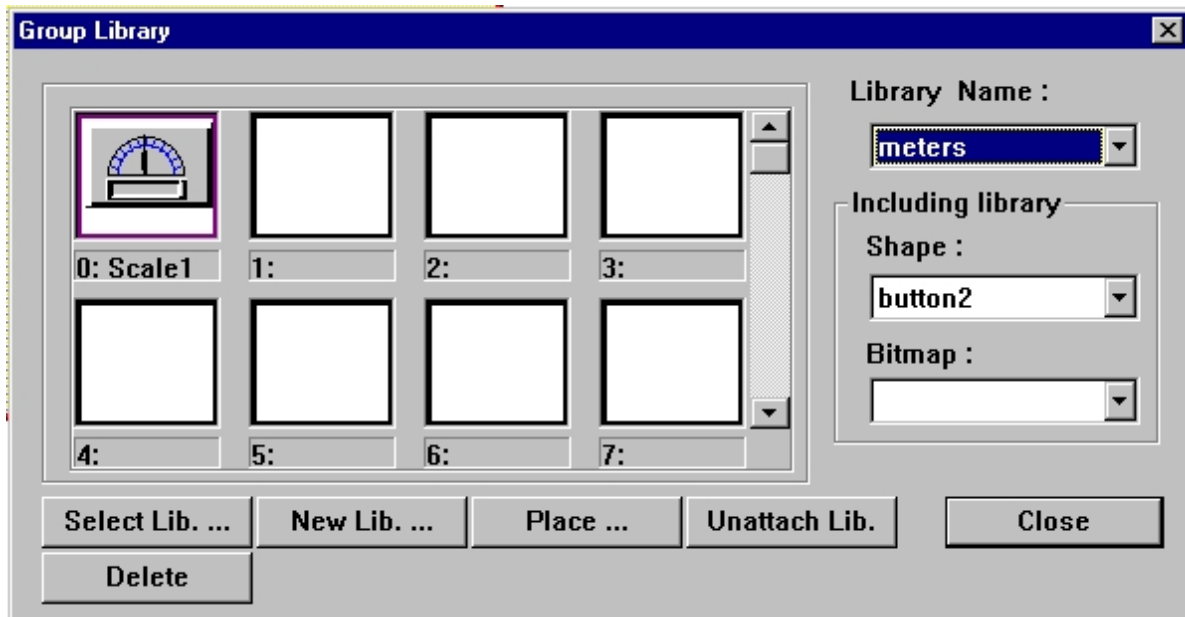 Group Library
Library Name :
meters
Including library
Shape :
button2
Bitmap :
0: Scale1
1:
2:
3:
4:
5:
6:
7:
Select Lib. ...
New Lib. ...
Place ...
Unattach Lib.
Close
Delete